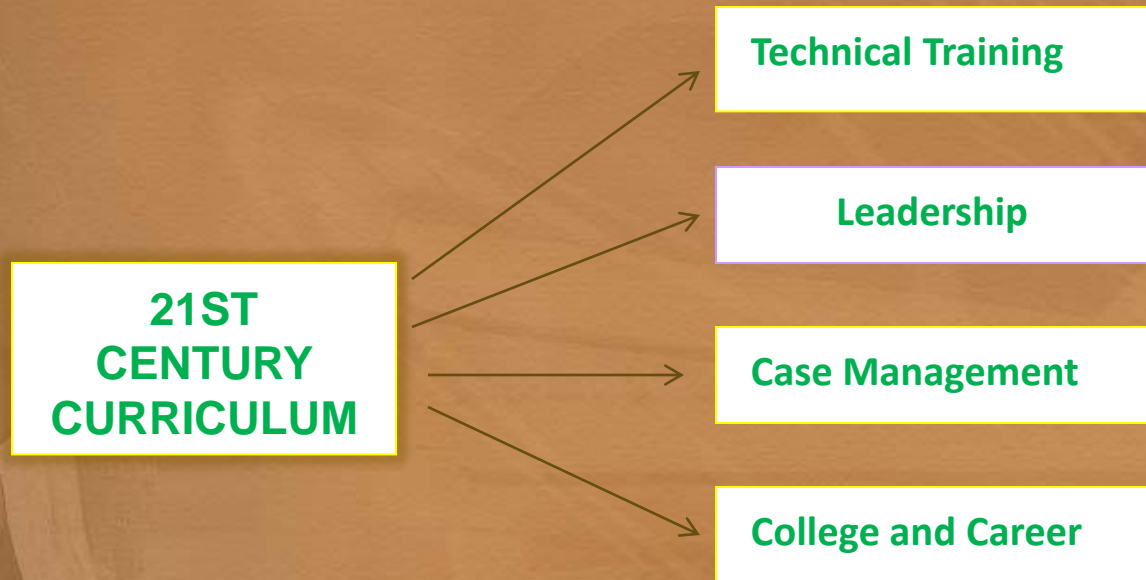 21ST
CENTURY
CURRICULUM
Technical Training
Leadership
Case Management
College and Career